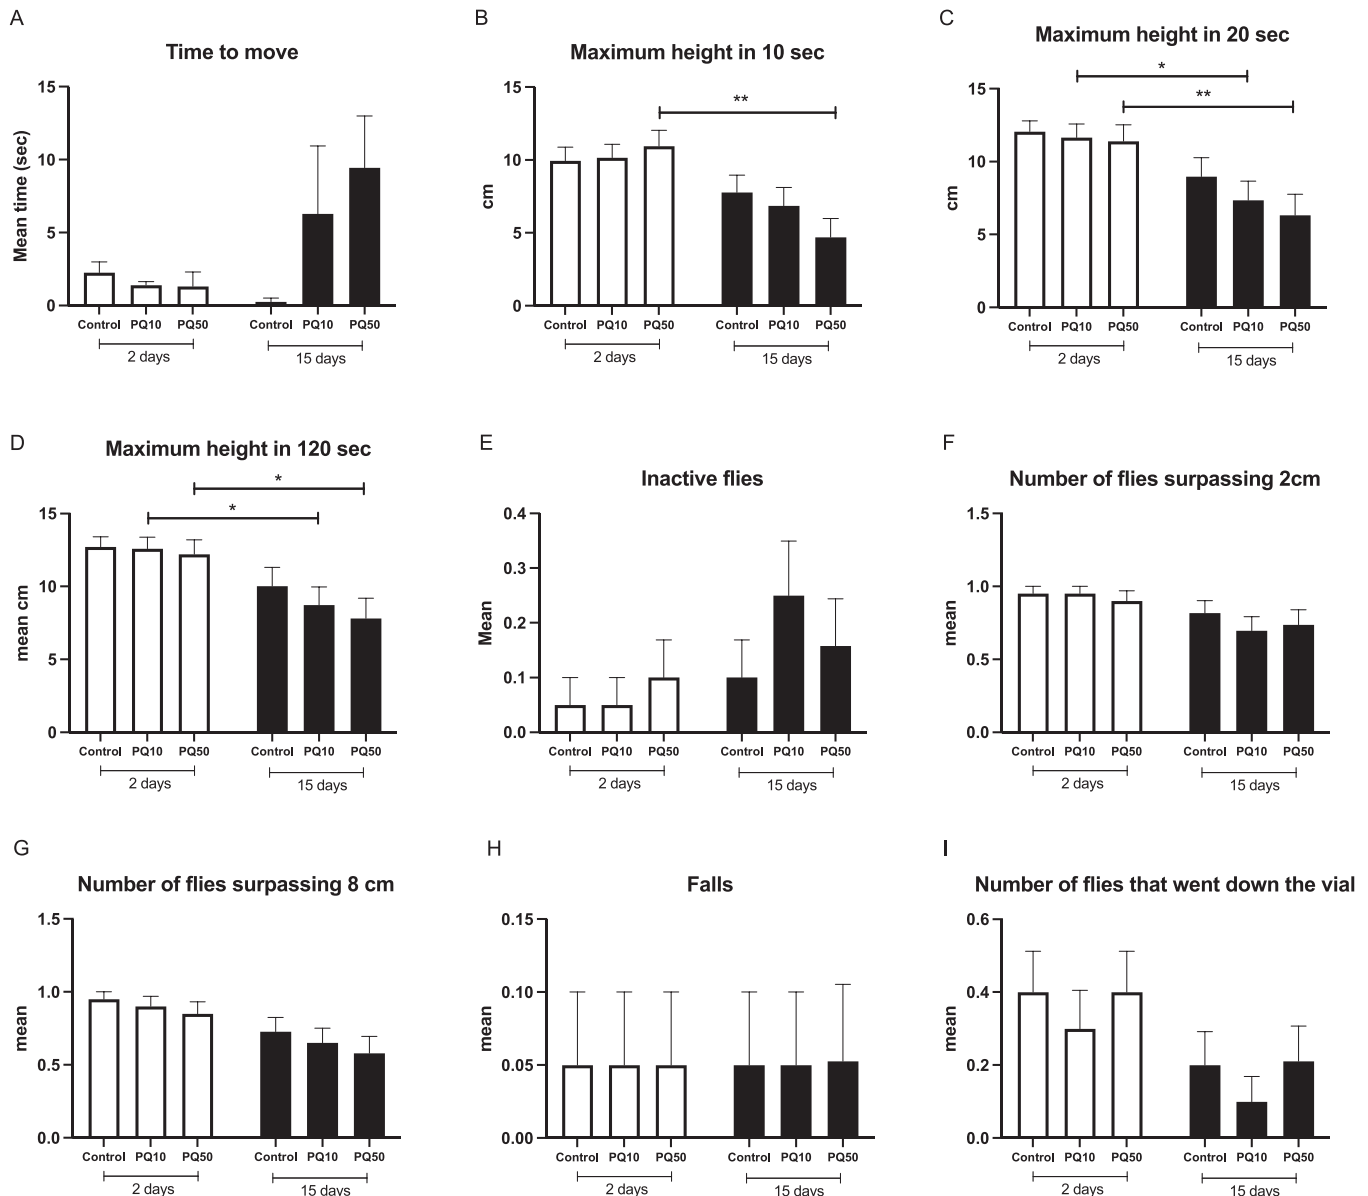 A
Time to move
Mean time (sec)
15
10
5
0
Control PQ10 PQ50 Control PQ10 PQ50
2 days 15 days
B
Maximum height in 10 sec
cm
**
15
10
5
0
Control PQ10 PQ50 Control PQ10 PQ50
2 days 15 days
C
Maximum height in 20 sec
cm
*
**
15
10
5
0
Control PQ10 PQ50 Control PQ10 PQ50
2 days 15 days
D
Maximum height in 120 sec
mean cm
*
*
15
10
5
0
Control PQ10 PQ50 Control PQ10 PQ50
2 days 15 days
E
Inactive flies
Mean
0.4
0.3
0.2
0.1
0.0
Control PQ10 PQ50 Control PQ10 PQ50
2 days 15 days
F
Number of flies surpassing 2cm
mean
1.5
1.0
0.5
0.0
Control PQ10 PQ50 Control PQ10 PQ50
2 days 15 days
G
Number of flies surpassing 8 cm
mean
1.5
1.0
0.5
0.0
Control PQ10 PQ50 Control PQ10 PQ50
2 days 15 days
H
Falls
mean
0.15
0.10
0.05
0.00
Control PQ10 PQ50 Control PQ10 PQ50
2 days 15 days
I
Number of flies that went down the vial
mean
0.6
0.4
0.2
0.0
Control PQ10 PQ50 Control PQ10 PQ50
2 days 15 days